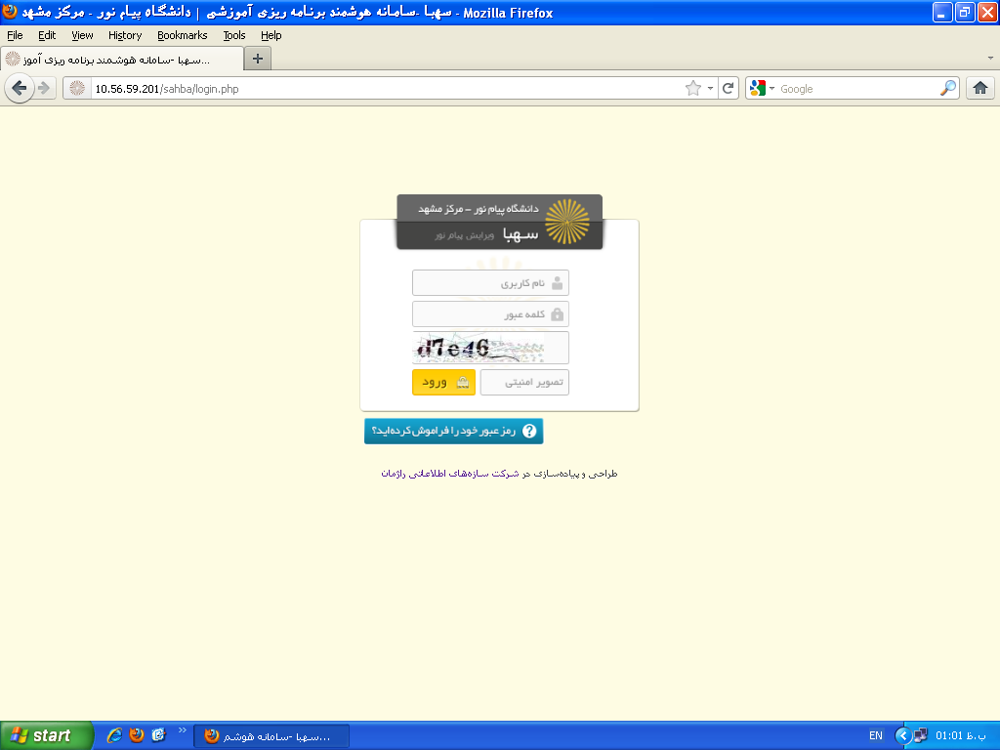 سهبا -سامانه هوشمند برنامه ریزی آموزشی | دانشگاه پیام نور - مرکز مشهد - Mozilla Firefox
File Edit View History Bookmarks Tools Help
سهبا -سامانه هوشمند برنامه ریزی آموز...
10.56.59.201/sahba/login.php
Google
دانشگاه پیام نور - مرکز مشهد
سهبا ویرایش پیام نور
نام کاربری
کلمه عبور
d7e46
تصویر امنیتی
ورود
رمز عبور خود را فراموش کرده‌اید؟
طراحی و پیاده‌سازی در شرکت سازه‌های اطلاعاتی راژمان
start
سهبا -سامانه هوشم...
EN
01:01 ب.ظ